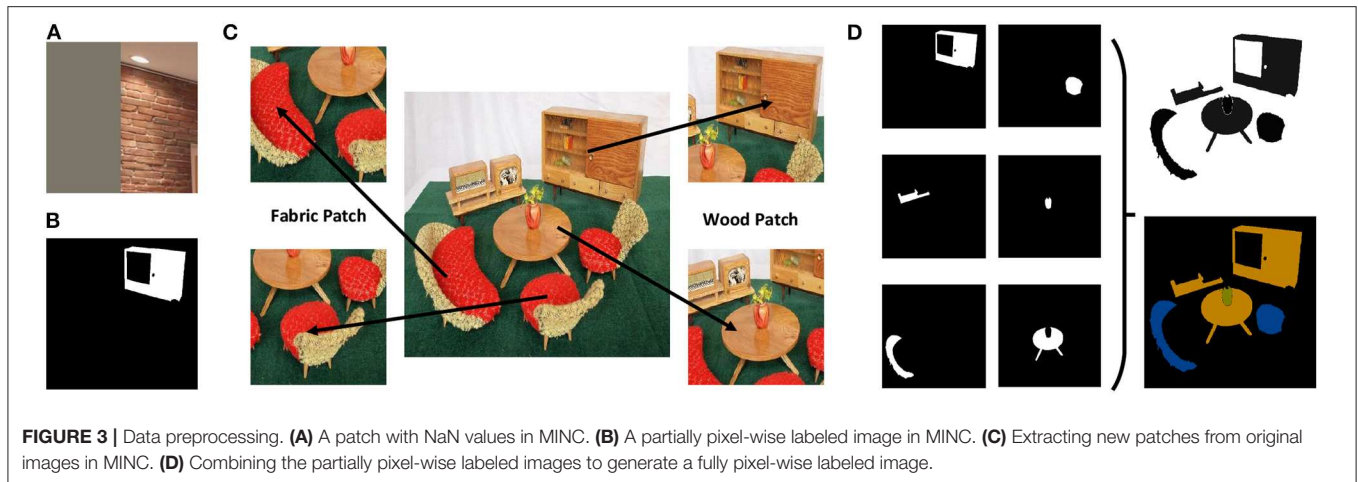 A
C
D
B
Fabric Patch
Wood Patch
FIGURE 3 | Data preprocessing. (A) A patch with NaN values in MINC. (B) A partially pixel-wise labeled image in MINC. (C) Extracting new patches from original
images in MINC. (D) Combining the partially pixel-wise labeled images to generate a fully pixel-wise labeled image.